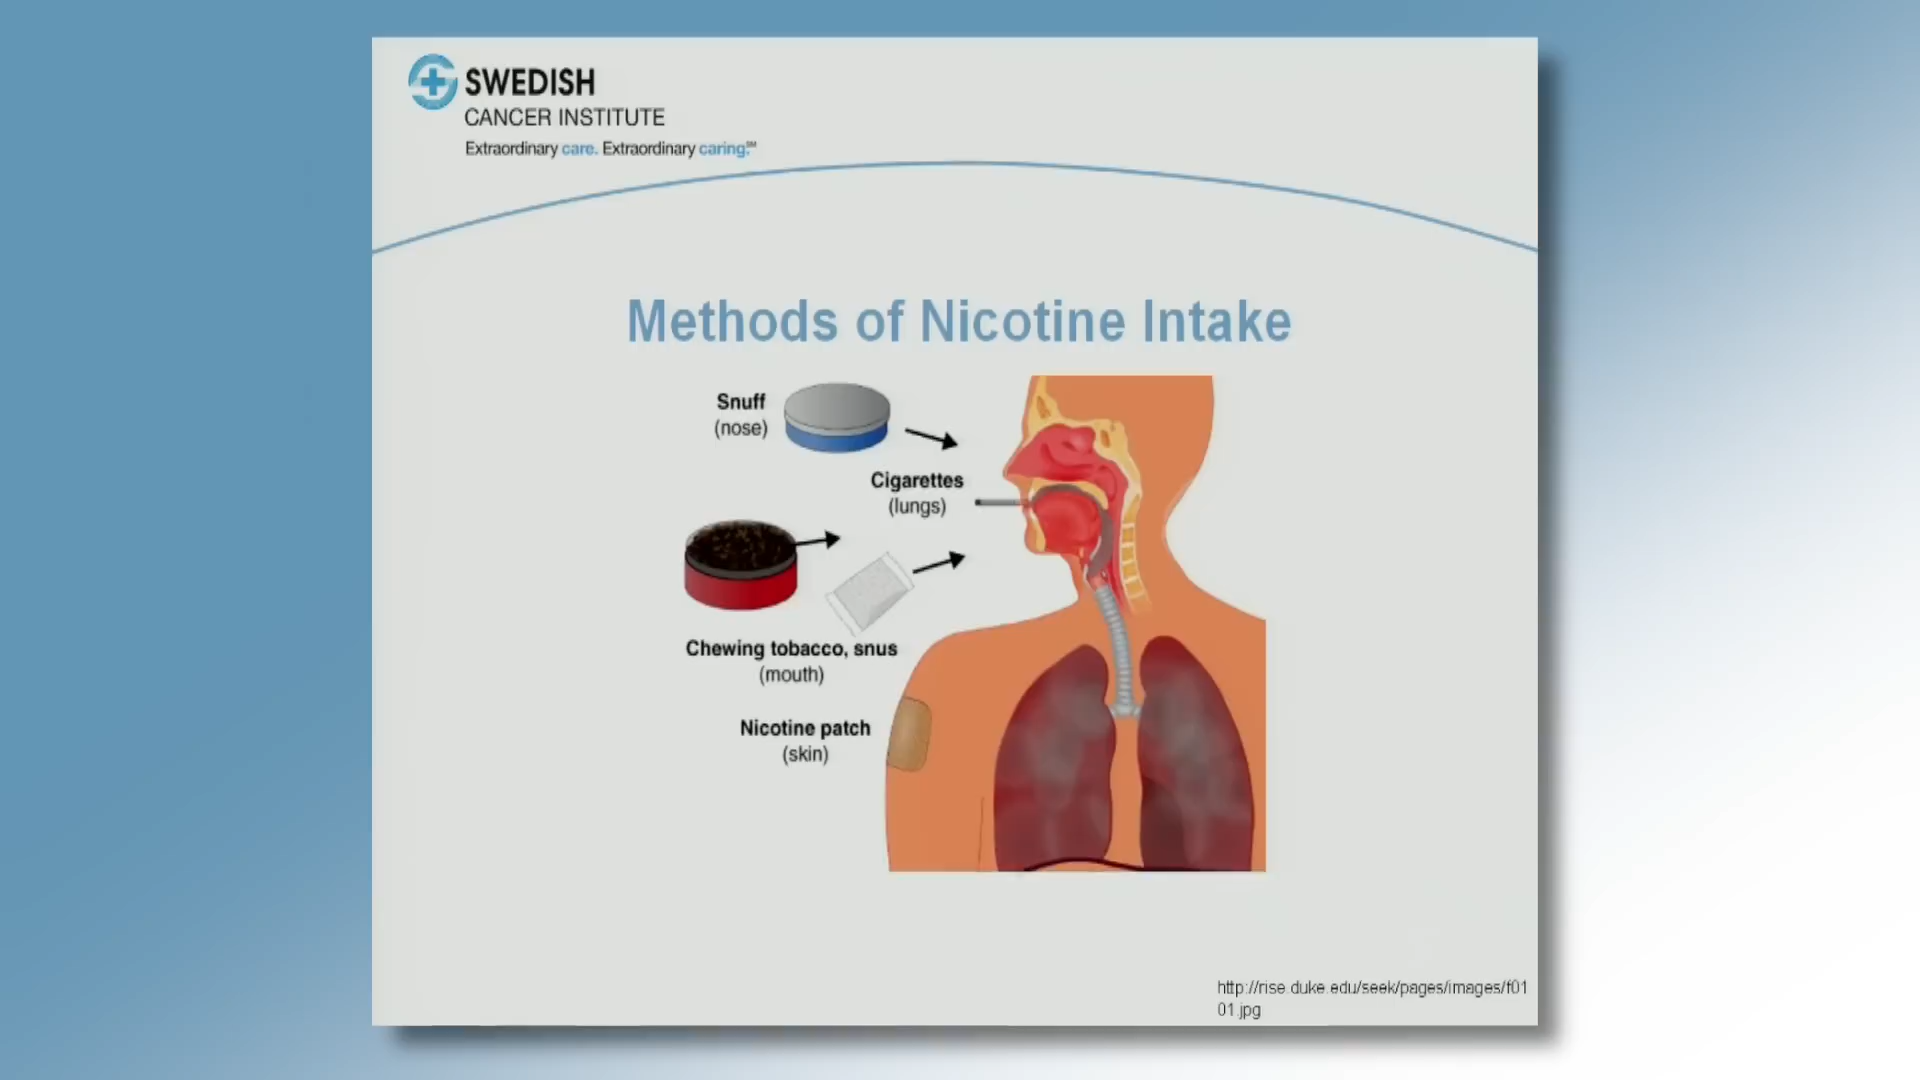 SWEDISH
CANCER INSTITUTE
Extraordinary care. Extraordinary caring.℠
Methods of Nicotine Intake
Snuff
(nose)
Cigarettes
(lungs)
Chewing tobacco, snus
(mouth)
Nicotine patch
(skin)
http://rise.duke.edu/seek/pages/images/f01
01.jpg